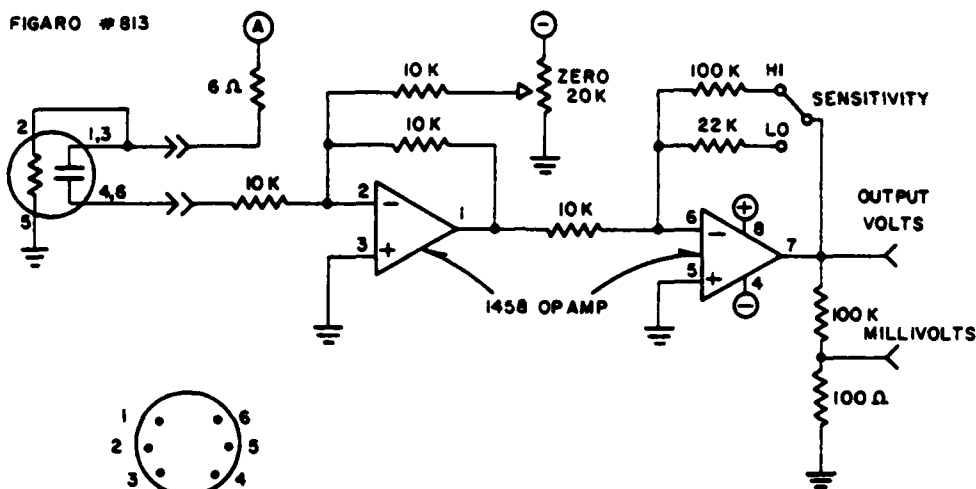 FIGARO #813
A
6 Ω
2
1,3
4,6
5
10 K
10 K
10 K
-
ZERO
20K
2
-
3
+
1
1458 OP AMP
10 K
100 K
HI
SENSITIVITY
22 K
LO
6
-
5
+
+
8
7
4
-
OUTPUT
VOLTS
100 K
MILLIVOLTS
100 Ω
1
6
2
5
3
4